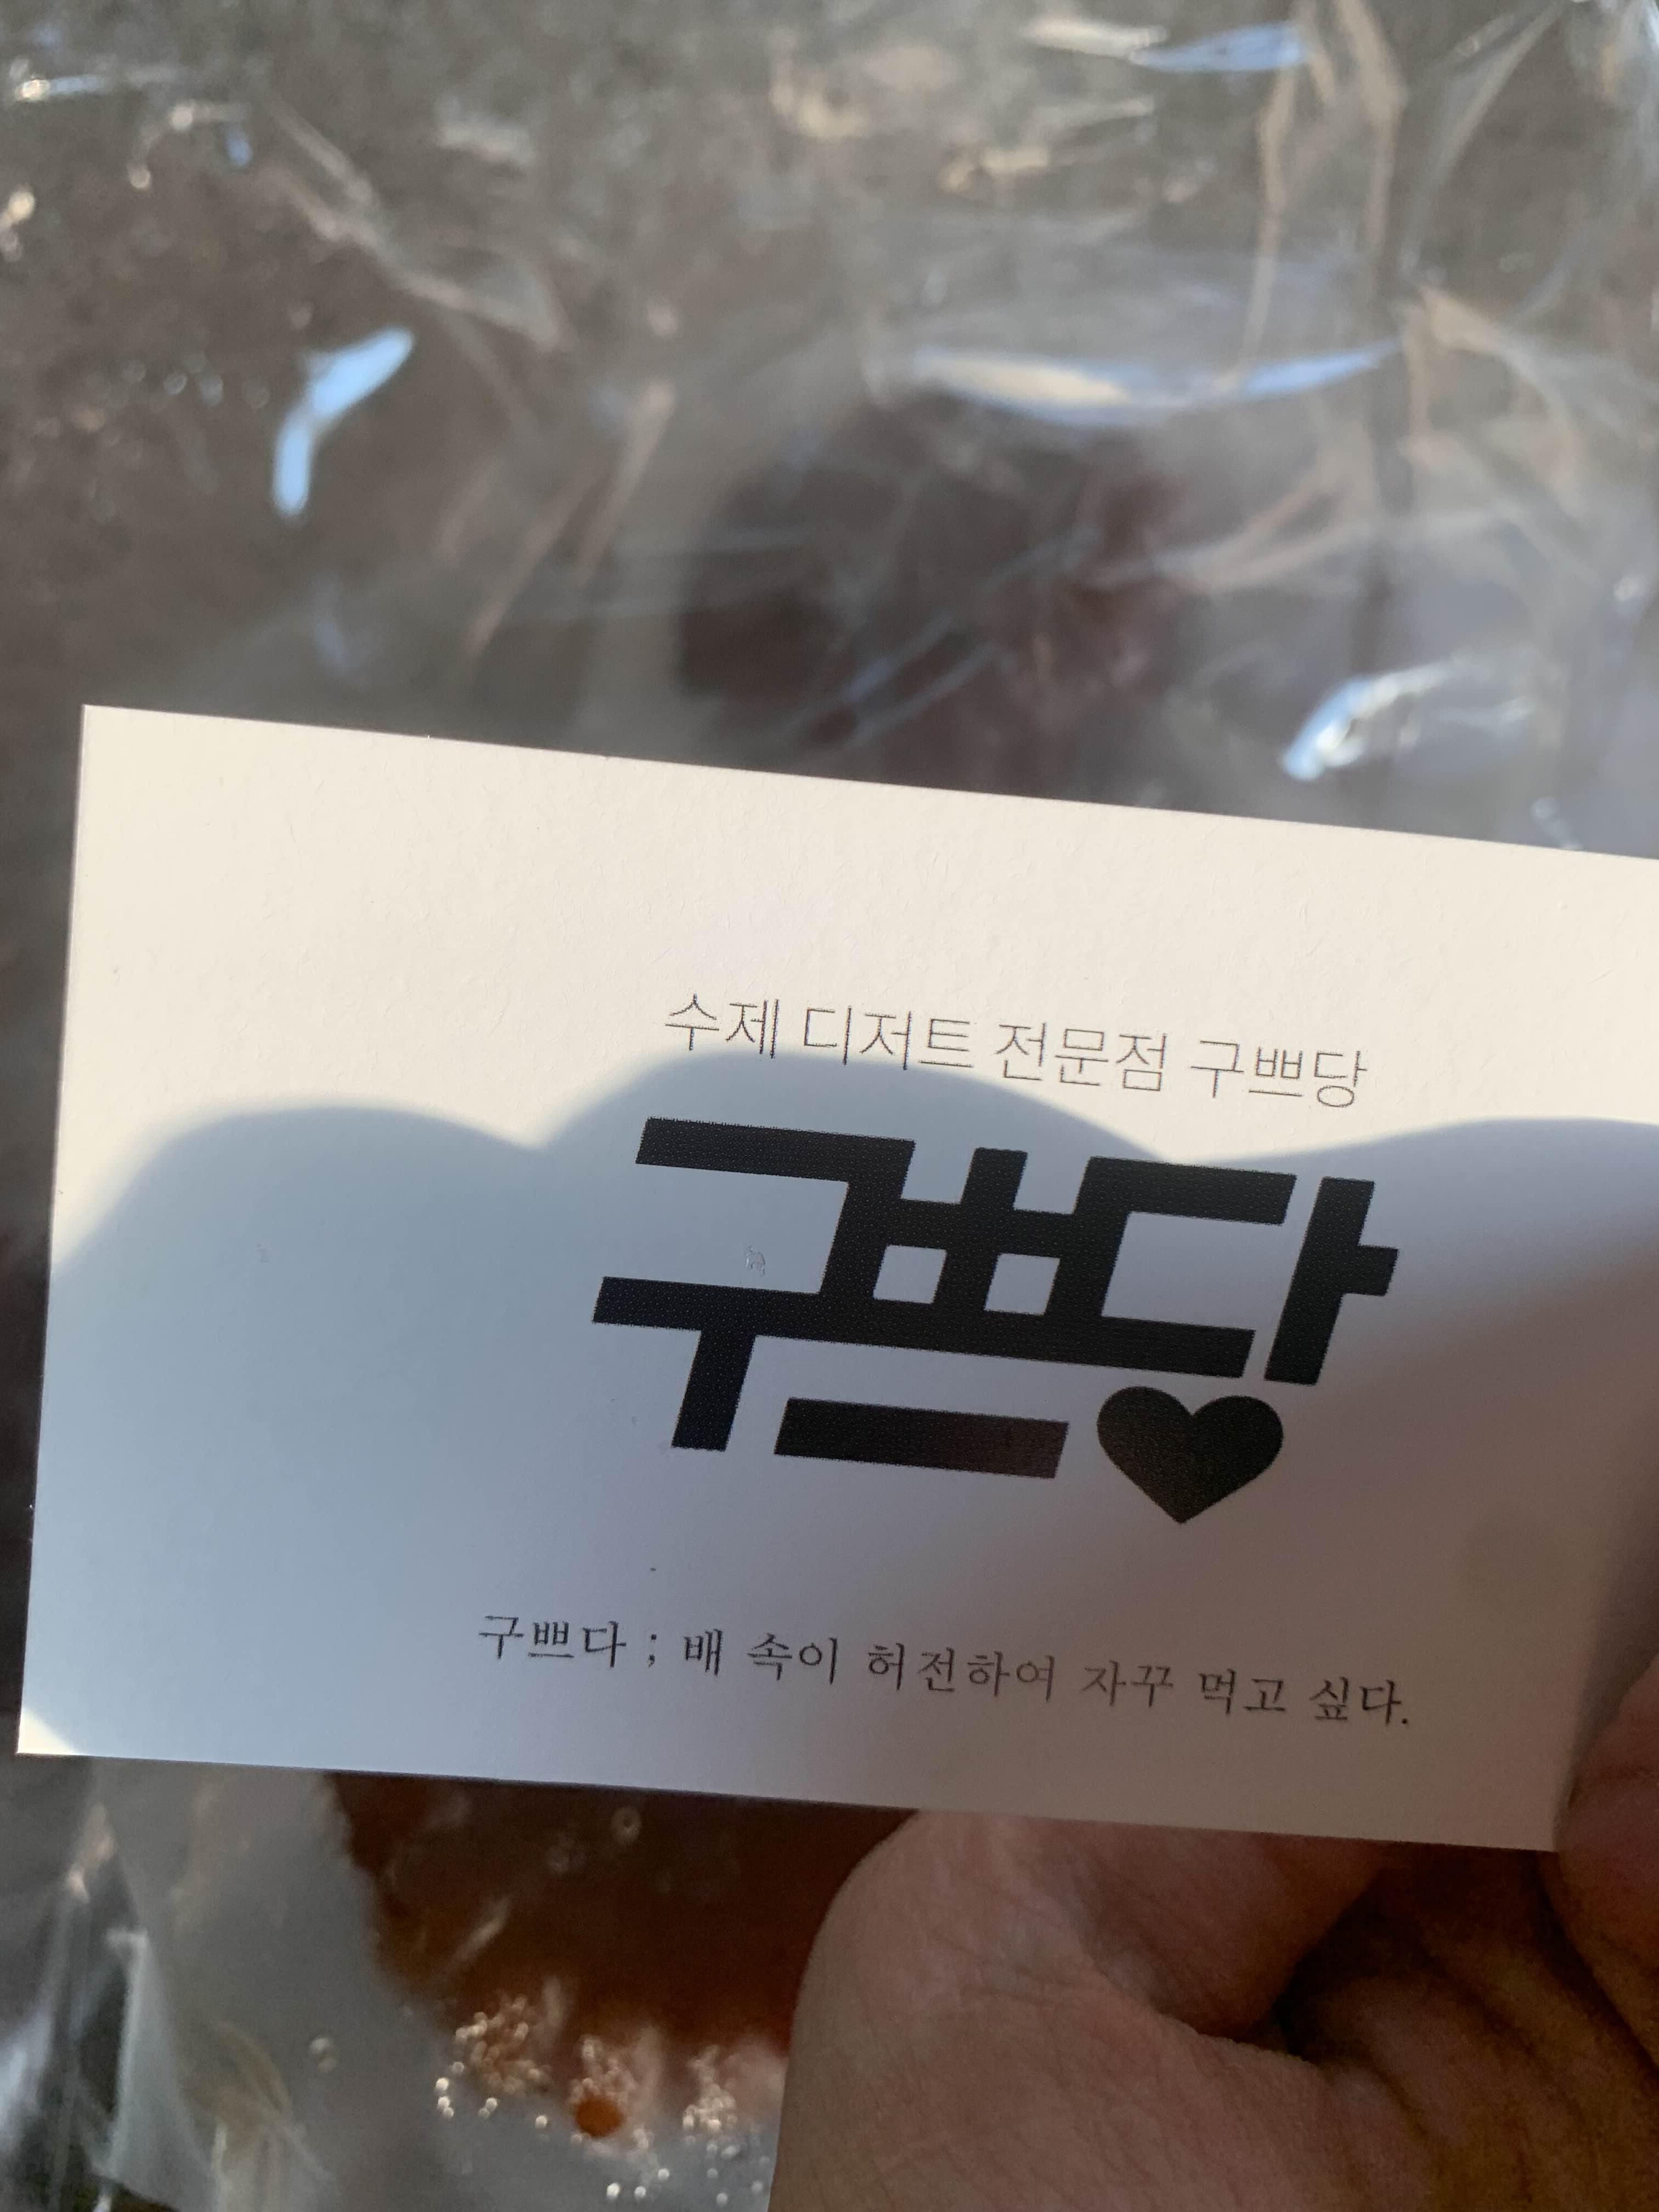 수제 디저트 전문점 구쁘당
구쁘당
구쁘다 ; 배 속이 허전하여 자꾸 먹고 싶다.